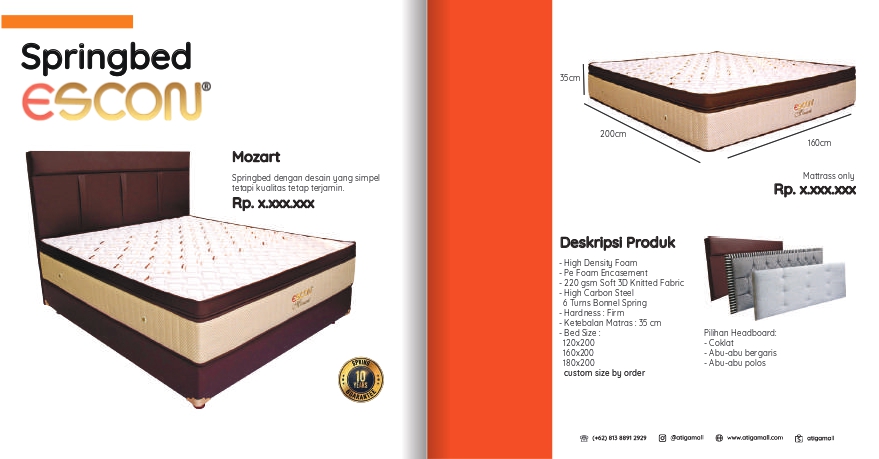 Springbed
ESCON®
Mozart
Springbed dengan desain yang simpel
tetapi kualitas tetap terjamin.
Rp. x.xxx.xxx
ESCON
Mozart
SPRING
10
YEARS
GUARANTEE
35cm
200cm
160cm
ESCON
Mozart
Mattrass only
Rp. x.xxx.xxx
Deskripsi Produk
- High Density Foam
- Pe Foam Encasement
- 220 gsm Soft 3D Knitted Fabric
- High Carbon Steel
6 Turns Bonnel Spring
- Hardness : Firm
- Ketebalan Matras : 35 cm
- Bed Size :
120x200
160x200
180x200
custom size by order
Pilihan Headboard:
- Coklat
- Abu-abu bergaris
- Abu-abu polos
(+62) 813 8891 2929 @atigamall www.atigamall.com atigamall